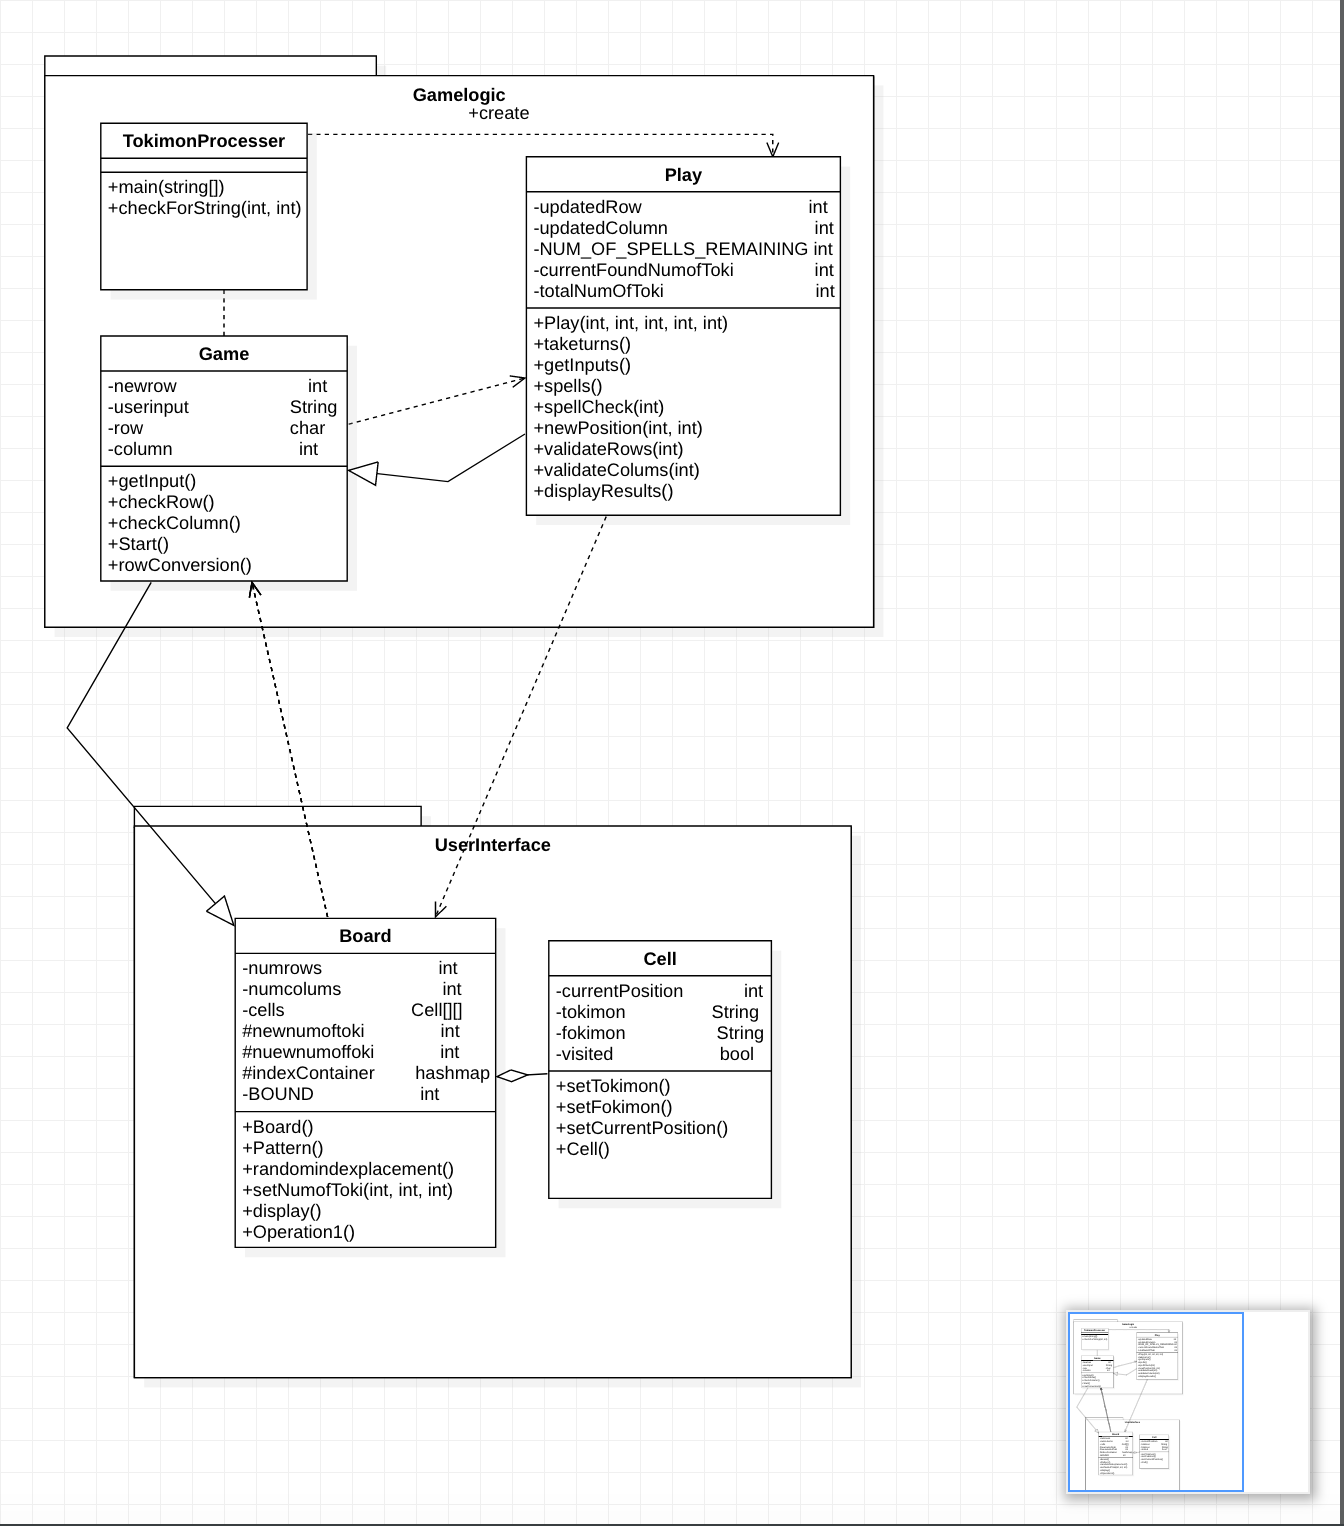 Gamelogic
+create
TokimonProcesser
+main(string[])
+checkForString(int, int)
Play
-updatedRow int
-updatedColumn int
-NUM_OF_SPELLS_REMAINING int
-currentFoundNumofToki int
-totalNumOfToki int
+Play(int, int, int, int, int)
+taketurns()
+getInputs()
+spells()
+spellCheck(int)
+newPosition(int, int)
+validateRows(int)
+validateColums(int)
+displayResults()
Game
-newrow int
-userinput String
-row char
-column int
+getInput()
+checkRow()
+checkColumn()
+Start()
+rowConversion()
UserInterface
Board
-numrows int
-numcolums int
-cells Cell[][]
#newnumoftoki int
#nuewnumoffoki int
#indexContainer hashmap
-BOUND int
+Board()
+Pattern()
+randomindexplacement()
+setNumofToki(int, int, int)
+display()
+Operation1()
Cell
-currentPosition int
-tokimon String
-fokimon String
-visited bool
+setTokimon()
+setFokimon()
+setCurrentPosition()
+Cell()